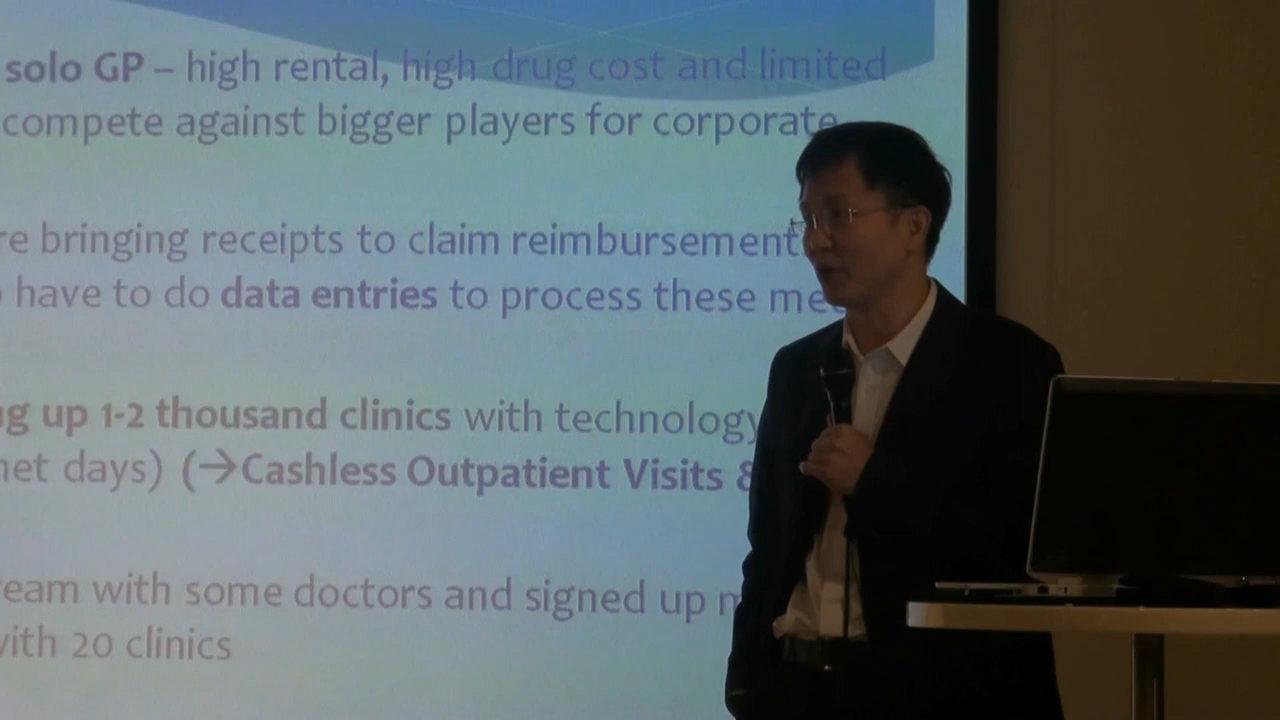 solo GP – high rental, high drug cost and limited
compete against bigger players for corporate
re bringing receipts to claim reimbursement
have to do data entries to process these me
g up 1-2 thousand clinics with technology
net days) (→Cashless Outpatient Visits &
eam with some doctors and signed up m
with 20 clinics